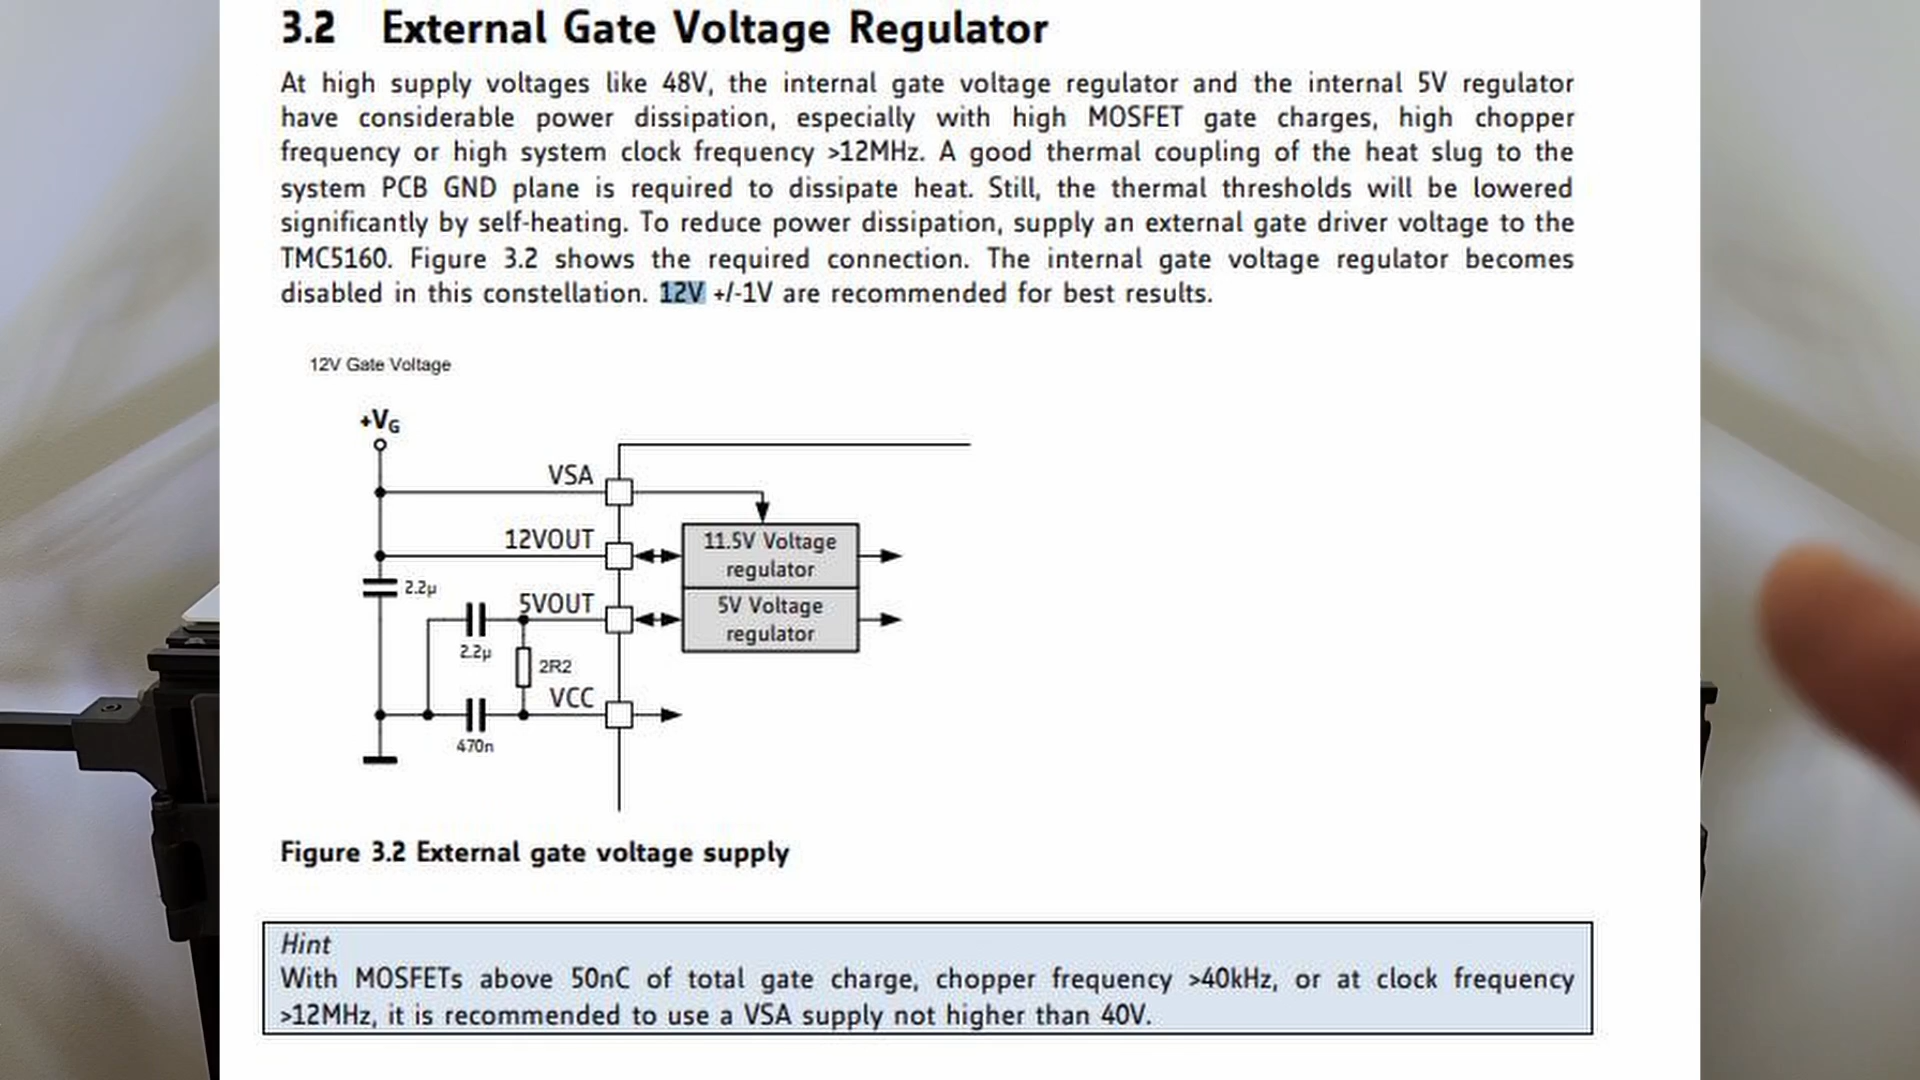 3.2 External Gate Voltage Regulator
At high supply voltages like 48V, the internal gate voltage regulator and the internal 5V regulator
have considerable power dissipation, especially with high MOSFET gate charges, high chopper
frequency or high system clock frequency >12MHz. A good thermal coupling of the heat slug to the
system PCB GND plane is required to dissipate heat. Still, the thermal thresholds will be lowered
significantly by self-heating. To reduce power dissipation, supply an external gate driver voltage to the
TMC5160. Figure 3.2 shows the required connection. The internal gate voltage regulator becomes
disabled in this constellation. 12V +/-1V are recommended for best results.
12V Gate Voltage
+VG
VSA
12VOUT
11.5V Voltage
regulator
2.2µ
5VOUT
5V Voltage
regulator
2.2µ
2R2
VCC
470n
Figure 3.2 External gate voltage supply
Hint
With MOSFETs above 50nC of total gate charge, chopper frequency >40kHz, or at clock frequency
>12MHz, it is recommended to use a VSA supply not higher than 40V.